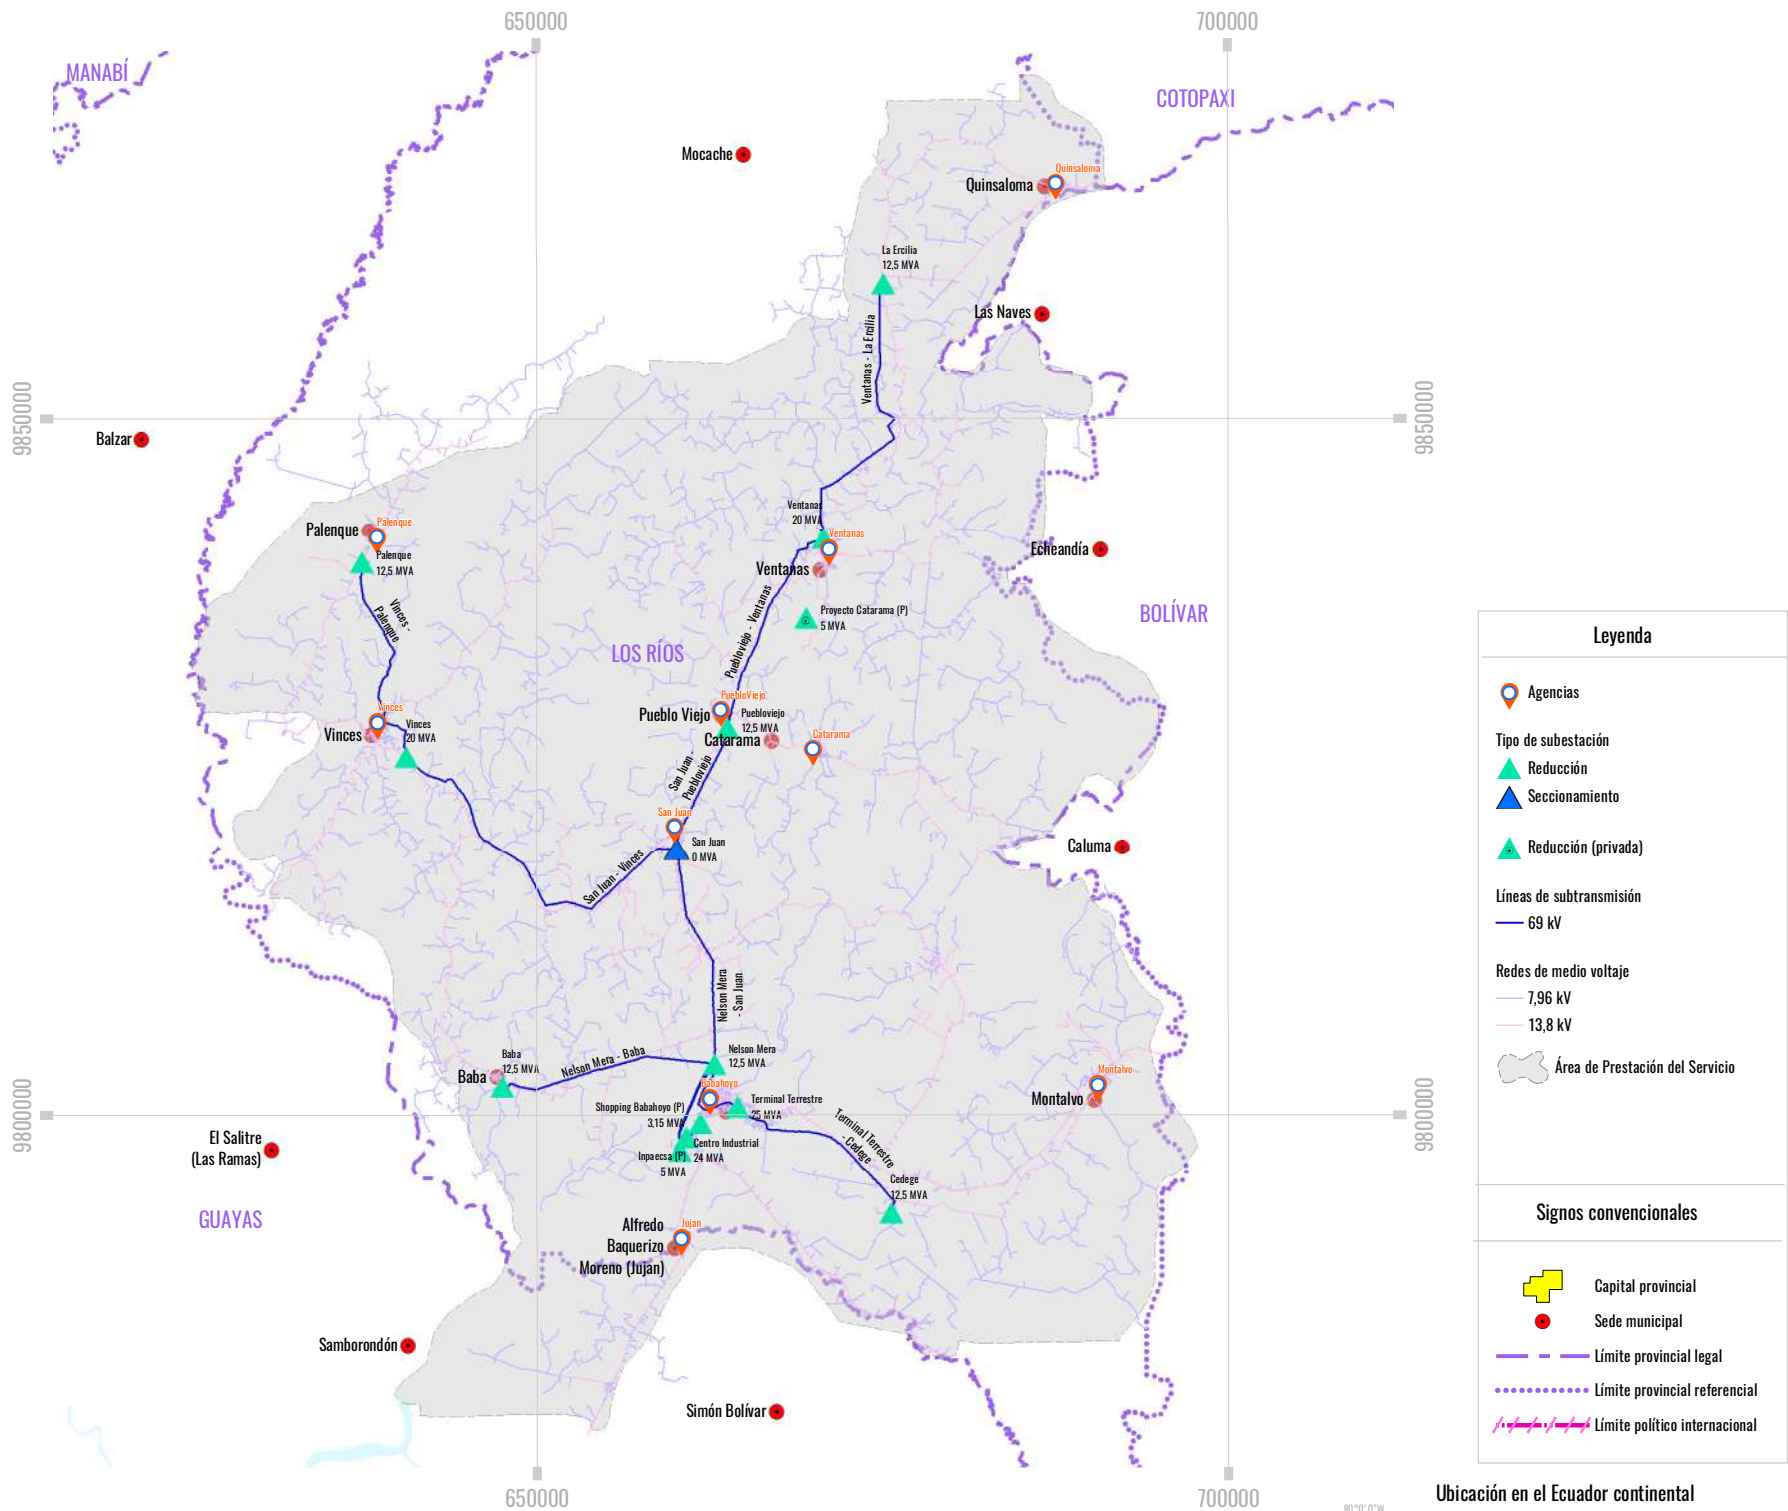 650000
700000
MANABÍ
COTOPAXI
Mocache
Quinsaloma
Quinsaloma
La Ercilia
12,5 MVA
Las Naves
Ventanas - La Ercilia
9850000
9850000
Balzar
Ventanas
20 MVA
Ventanas
Palenque
Palenque
Palenque
12,5 MVA
Echeandía
Ventanas
Vinces -
Palenque
Proyecto Catarama (P)
5 MVA
BOLÍVAR
Puebloviejo - Ventanas
LOS RÍOS
PuebloViejo
Pueblo Viejo
Puebloviejo
12,5 MVA
Vinces
Vinces
Vinces
20 MVA
Catarama
Catarama
San Juan -
Puebloviejo
San Juan
San Juan
0 MVA
Caluma
San Juan - Vinces
Nelson Mera
- San Juan
Baba
12,5 MVA
Baba
Nelson Mera - Baba
Nelson Mera
12,5 MVA
Babahoyo
Montalvo
Montalvo
Shopping Babahoyo (P)
3,15 MVA
Terminal Terrestre
25 MVA
9800000
9800000
Terminal Terrestre
- Cedege
El Salitre
(Las Ramas)
Centro Industrial
24 MVA
Inpaecsa (P)
5 MVA
Cedege
12,5 MVA
GUAYAS
Jujan
Alfredo
Baquerizo
Moreno (Jujan)
Samborondón
Simón Bolívar
650000
700000
Leyenda
Agencias
Tipo de subestación
Reducción
Seccionamiento
Reducción (privada)
Líneas de subtransmisión
69 kV
Redes de medio voltaje
7,96 kV
13,8 kV
Área de Prestación del Servicio
Signos convencionales
Capital provincial
Sede municipal
Límite provincial legal
Límite provincial referencial
Límite político internacional
Ubicación en el Ecuador continental
80°0'0"W